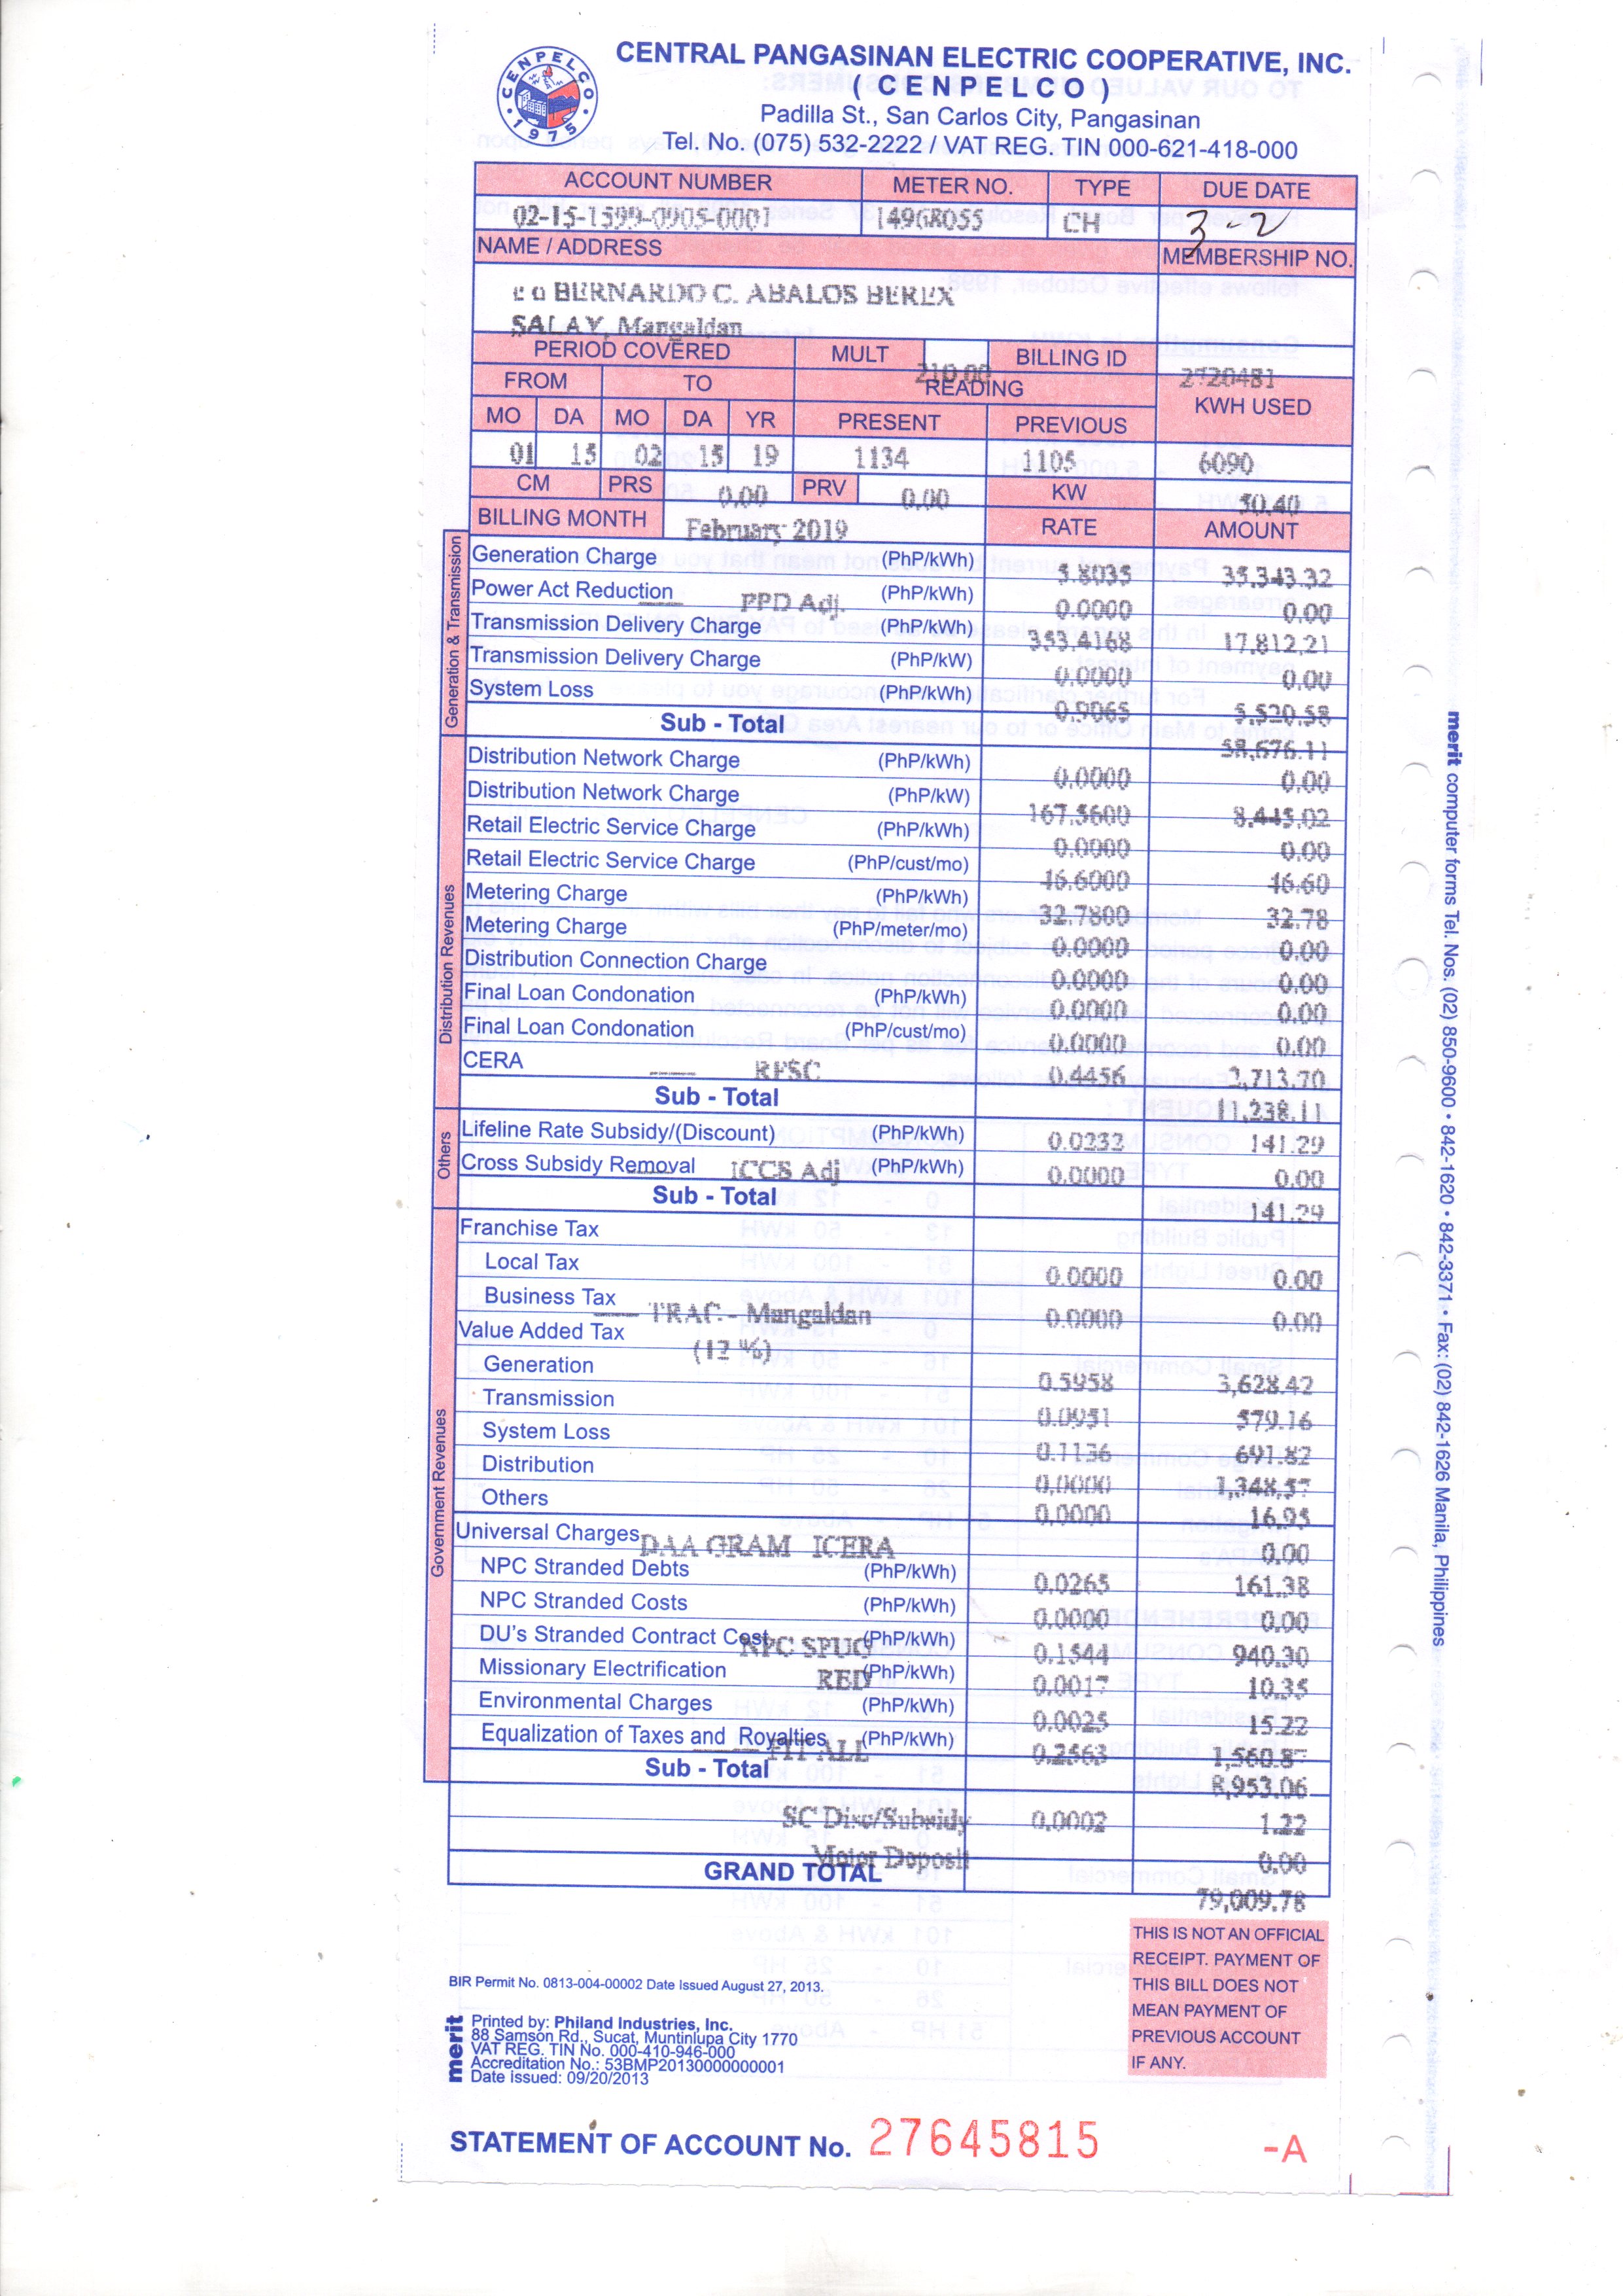 CENPELCO
1975
CENTRAL PANGASINAN ELECTRIC COOPERATIVE, INC.
( C E N P E L C O )
Padilla St., San Carlos City, Pangasinan
Tel. No. (075) 532-2222 / VAT REG. TIN 000-621-418-000
ACCOUNT NUMBER METER NO. TYPE DUE DATE
02-15-1599-0905-0001 CH 3-2
NAME / ADDRESS MEMBERSHIP NO.
BERNARDO C. ABALOS BEREX
SALAY, Mangaldan
PERIOD COVERED MULT 210.00 BILLING ID 2720481
FROM TO READING KWH USED
MO DA MO DA YR PRESENT PREVIOUS
01 15 02 15 19 1134 1105 6090
CM PRS 0.00 PRV 0.00 KW 50.40
BILLING MONTH February 2019 RATE AMOUNT
Generation & Transmission
Generation Charge (PhP/kWh) 5.8035 35,343.32
Power Act Reduction PPD Adj. (PhP/kWh) 0.0000 0.00
Transmission Delivery Charge (PhP/kWh) 353.4168 17,812.21
Transmission Delivery Charge (PhP/kW) 0.0000 0.00
System Loss (PhP/kWh) 0.9065 5,520.58
Sub - Total 58,676.11
Distribution Revenues
Distribution Network Charge (PhP/kWh) 0.0000 0.00
Distribution Network Charge (PhP/kW) 167.5600 8,445.02
Retail Electric Service Charge (PhP/kWh) 0.0000 0.00
Retail Electric Service Charge (PhP/cust/mo) 46.6000 46.60
Metering Charge (PhP/kWh) 32.7800 32.78
Metering Charge (PhP/meter/mo) 0.0000 0.00
Distribution Connection Charge 0.0000 0.00
Final Loan Condonation (PhP/kWh) 0.0000 0.00
Final Loan Condonation (PhP/cust/mo) 0.0000 0.00
CERA RFSC 0.4456 2,713.70
Sub - Total 11,238.11
Others
Lifeline Rate Subsidy/(Discount) (PhP/kWh) 0.0232 141.29
Cross Subsidy Removal ICCS Adj (PhP/kWh) 0.0000 0.00
Sub - Total 141.29
Government Revenues
Franchise Tax
Local Tax 0.0000 0.00
Business Tax TRAC - Mangaldan 0.0000 0.00
Value Added Tax (12 %)
Generation 0.5958 3,628.42
Transmission 0.0951 579.16
System Loss 0.1136 691.82
Distribution 0.0000 1,348.57
Others 0.0000 16.95
Universal Charges DAA GRAM ICERA 0.00
NPC Stranded Debts (PhP/kWh) 0.0265 161.38
NPC Stranded Costs (PhP/kWh) 0.0000 0.00
DU's Stranded Contract Cost NPC SPUG (PhP/kWh) 0.1544 940.30
Missionary Electrification RED (PhP/kWh) 0.0017 10.35
Environmental Charges (PhP/kWh) 0.0025 15.22
Equalization of Taxes and Royalties FIT ALL (PhP/kWh) 0.2563 1,560.87
Sub - Total 8,953.06
SC Disc/Subsidy 0.0002 1.22
Deposit 0.00
GRAND TOTAL 79,009.78
THIS IS NOT AN OFFICIAL
RECEIPT. PAYMENT OF
THIS BILL DOES NOT
MEAN PAYMENT OF
PREVIOUS ACCOUNT
IF ANY.
BIR Permit No. 0813-004-00002 Date Issued August 27, 2013.
merit
Printed by: Philand Industries, Inc.
88 Samson Rd., Sucat, Muntinlupa City 1770
VAT REG. TIN No. 000-410-946-000
Accreditation No.: 53BMP20130000000001
Date issued: 09/20/2013
STATEMENT OF ACCOUNT No. 27645815 -A
merit computer forms Tel. Nos. (02) 850-9600 • 842-1620 • 842-3371 • Fax: (02) 842-1626 Manila, Philippines